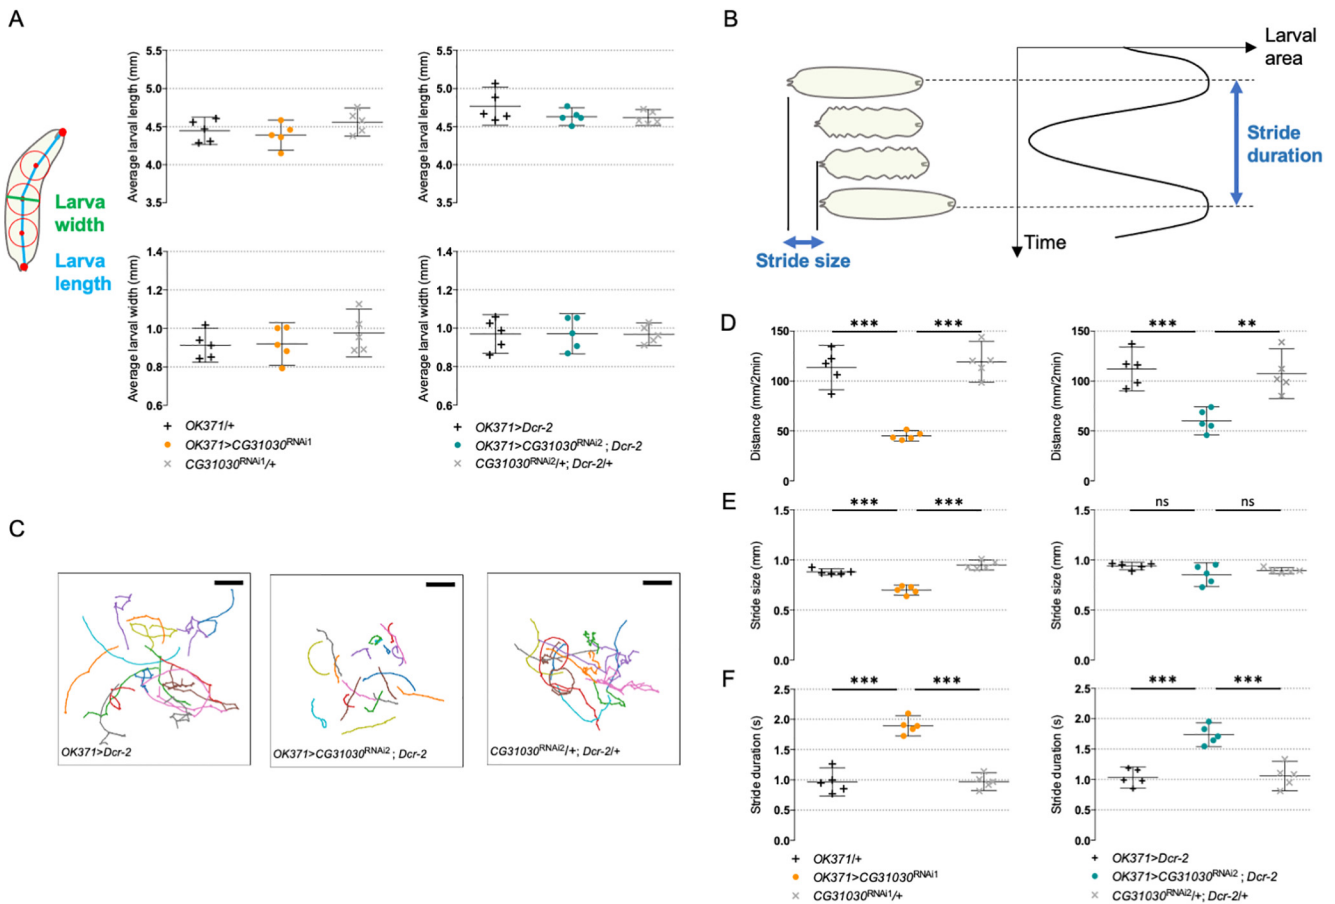 A
Average larval length (mm)
5.5
5.0
4.5
4.0
3.5
Average larval length (mm)
5.5
5.0
4.5
4.0
3.5
Larva
width
Larva
length
Average larval width (mm)
1.4
1.2
1.0
0.8
0.6
Average larval width (mm)
1.4
1.2
1.0
0.8
0.6
+ OK371/+
OK371>CG31030RNAi1
CG31030RNAi1/+
+ OK371>Dcr-2
OK371>CG31030RNAi2 ; Dcr-2
CG31030RNAi2/+; Dcr-2/+
B
Larval
area
Stride
duration
Time
Stride size
C
OK371>Dcr-2
OK371>CG31030RNAi2 ; Dcr-2
CG31030RNAi2/+; Dcr-2/+
D
Distance (mm/2min)
150
100
50
0
*** ***
Distance (mm/2min)
150
100
50
0
*** **
E
Stride size (mm)
1.5
1.0
0.5
0.0
*** ***
Stride size (mm)
1.5
1.0
0.5
0.0
ns ns
F
Stride duration (s)
2.5
2.0
1.5
1.0
0.5
0.0
*** ***
Stride duration (s)
2.5
2.0
1.5
1.0
0.5
0.0
*** ***
+ OK371/+
OK371>CG31030RNAi1
CG31030RNAi1/+
+ OK371>Dcr-2
OK371>CG31030RNAi2 ; Dcr-2
CG31030RNAi2/+; Dcr-2/+